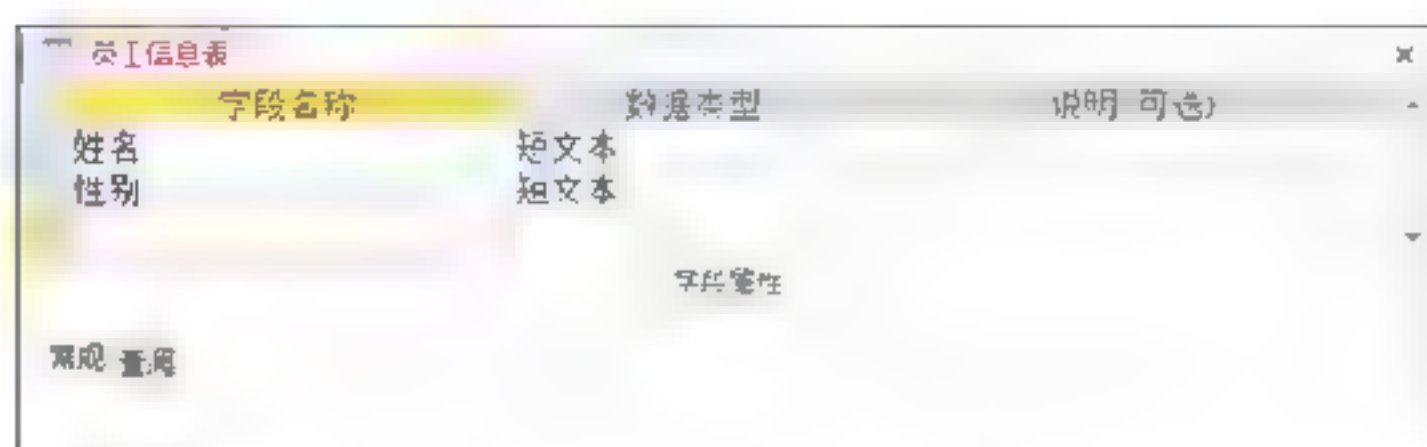 员工信息表
字段名称 数据类型 说明 可选)
姓名 短文本
性别 短文本
字段属性
常规 查阅